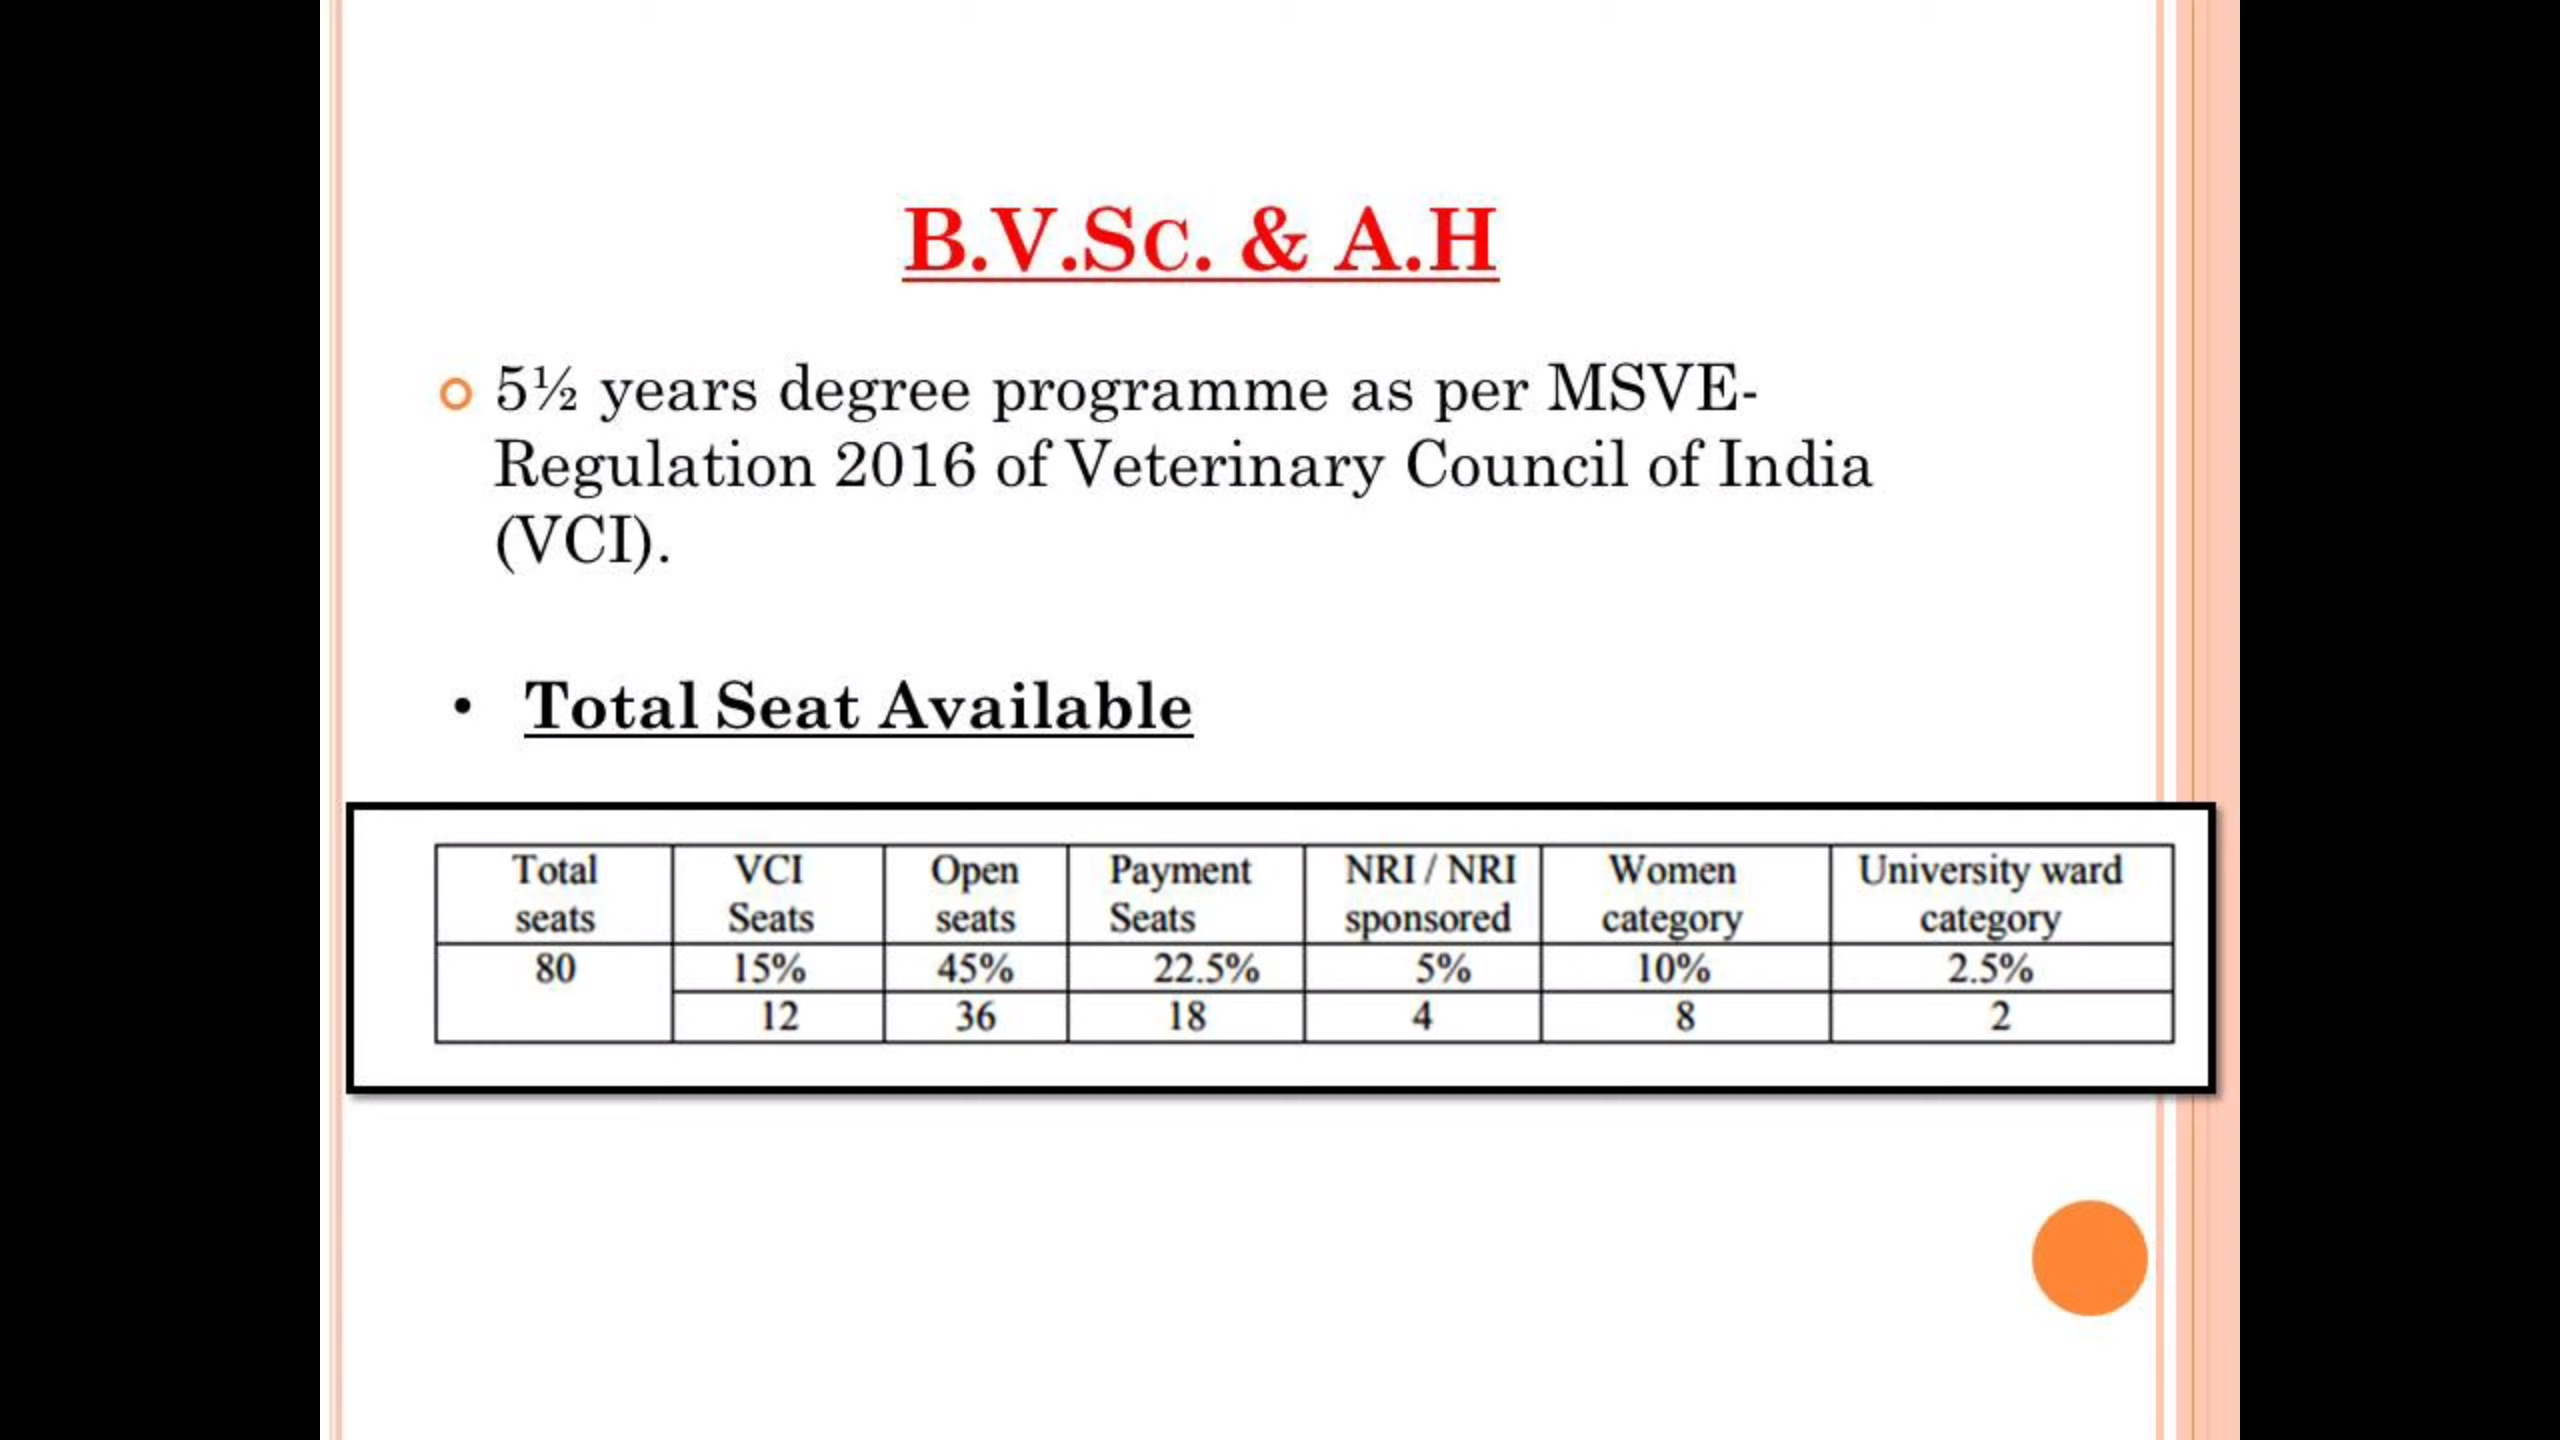 B.V.Sc. & A.H
5½ years degree programme as per MSVE-
Regulation 2016 of Veterinary Council of India
(VCI).
• Total Seat Available
Total seats VCI Seats Open seats Payment Seats NRI / NRI sponsored Women category University ward category
80 15% 45% 22.5% 5% 10% 2.5%
12 36 18 4 8 2